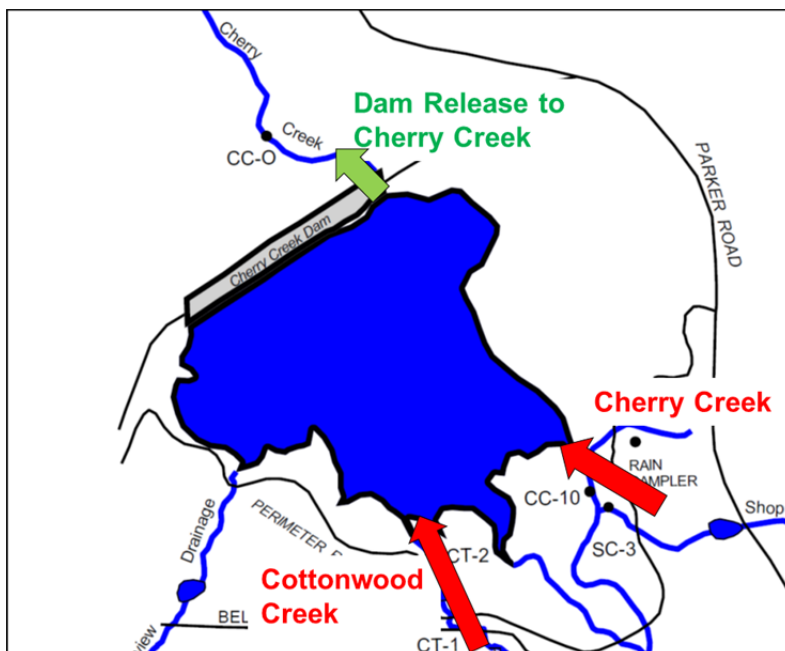 Cherry
Creek
CC-O
Dam Release to
Cherry Creek
PARKER ROAD
Cherry Creek Dam
Cherry Creek
RAIN
AMPLER
CC-10
Shop
SC-3
Drainage
PERIMETER
CT-2
Cottonwood
Creek
BEL
view
CT-1